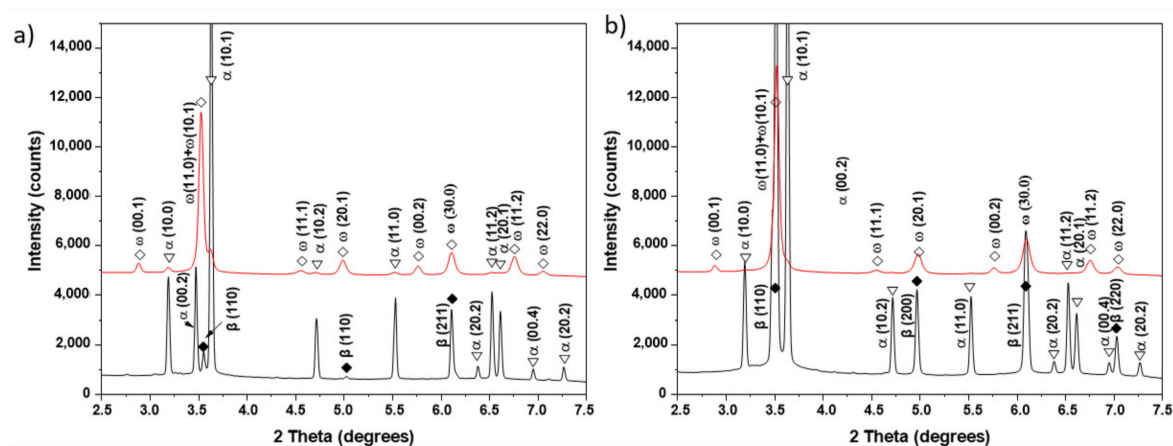 a)
Intensity (counts)
14,000
12,000
10,000
8,000
6,000
4,000
2,000
0
2.5 3.0 3.5 4.0 4.5 5.0 5.5 6.0 6.5 7.0 7.5
2 Theta (degrees)
ω (00.1)
α (10.0)
ω(11.0)+ω(10.1)
α (10.1)
ω (11.1)
α (10.2)
ω (20.1)
α (11.0)
ω (00.2)
ω (30.0)
α (11.2)
α (20.1)
ω (11.2)
ω (22.0)
α (00.2)
β (110)
β (110)
β (211)
α (20.2)
α (00.4)
α (20.2)
b)
Intensity (counts)
14,000
12,000
10,000
8,000
6,000
4,000
2,000
0
2.5 3.0 3.5 4.0 4.5 5.0 5.5 6.0 6.5 7.0 7.5
2 Theta (degrees)
ω (00.1)
α (10.0)
ω(11.0)+ω(10.1)
α (10.1)
α (00.2)
ω (11.1)
ω (20.1)
ω (00.2)
ω (30.0)
α (11.2)
α (20.1)
ω (11.2)
ω (22.0)
β (110)
α (10.2)
β (200)
α (11.0)
β (211)
α (20.2)
α (00.4)
β (220)
α (20.2)